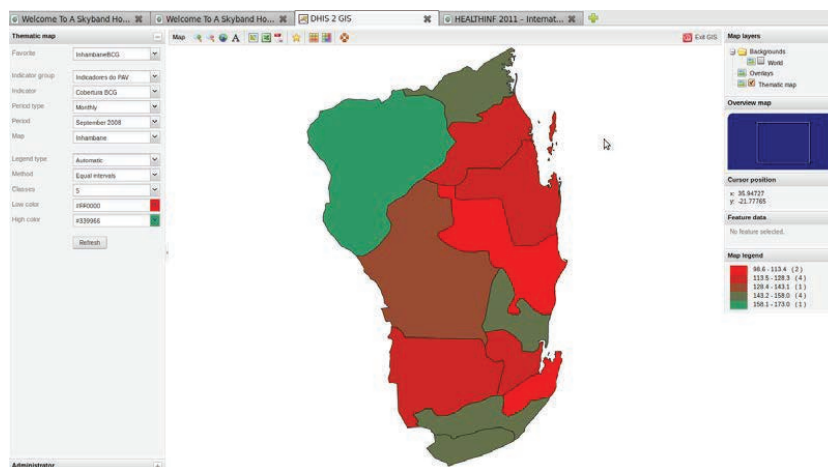 Welcome To A Skyband Ho...
Welcome To A Skyband Ho...
DHIS 2 GIS
HEALTHINF 2011 - Internat...
Thematic map
Favorite InhambaneBCG
Indicator group Indicadores do PAV
Indicator Cobertura BCG
Period type Monthly
Period September 2008
Map Inhambane
Legend type Automatic
Method Equal intervals
Classes 5
Low color #FF0000
High color #339966
Refresh
Administrator
Map
A
Exit GIS
Map layers
Backgrounds
World
Overlays
Thematic map
Overview map
Cursor position
x: 35.94727
y: -21.77765
Feature data
No feature selected.
Map legend
98.6 - 113.4 ( 2 )
113.5 - 128.3 ( 4 )
128.4 - 143.1 ( 1 )
143.2 - 158.0 ( 4 )
158.1 - 173.0 ( 1 )